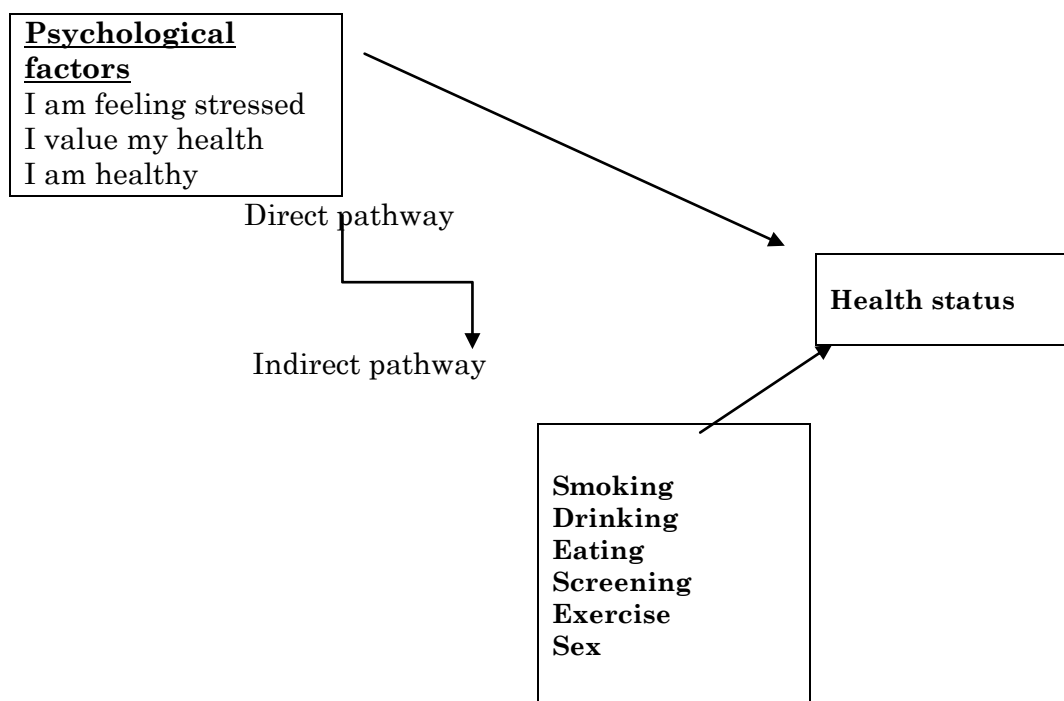 Psychological
factors
I am feeling stressed
I value my health
I am healthy
Direct pathway
Health status
Indirect pathway
Smoking
Drinking
Eating
Screening
Exercise
Sex